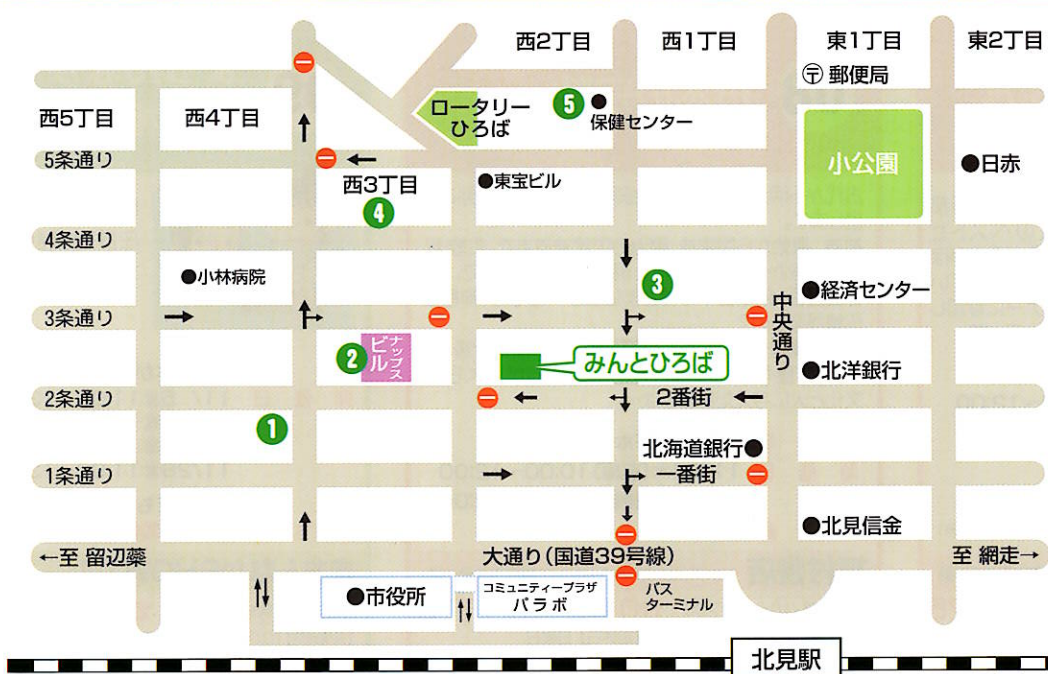 西2丁目
西1丁目
東1丁目
東2丁目
〒 郵便局
西5丁目
西4丁目
ロータリー
ひろば
5
保健センター
5条通り
西3丁目
4
東宝ビル
小公園
日赤
4条通り
小林病院
3
経済センター
3条通り
中央通り
2
ナップス
ビル
みんとひろば
北洋銀行
2条通り
2番街
1
北海道銀行
1条通り
一番街
北見信金
←至 留辺蘂
大通り(国道39号線)
至 網走→
市役所
コミュニティープラザ
パラボ
バス
ターミナル
北見駅